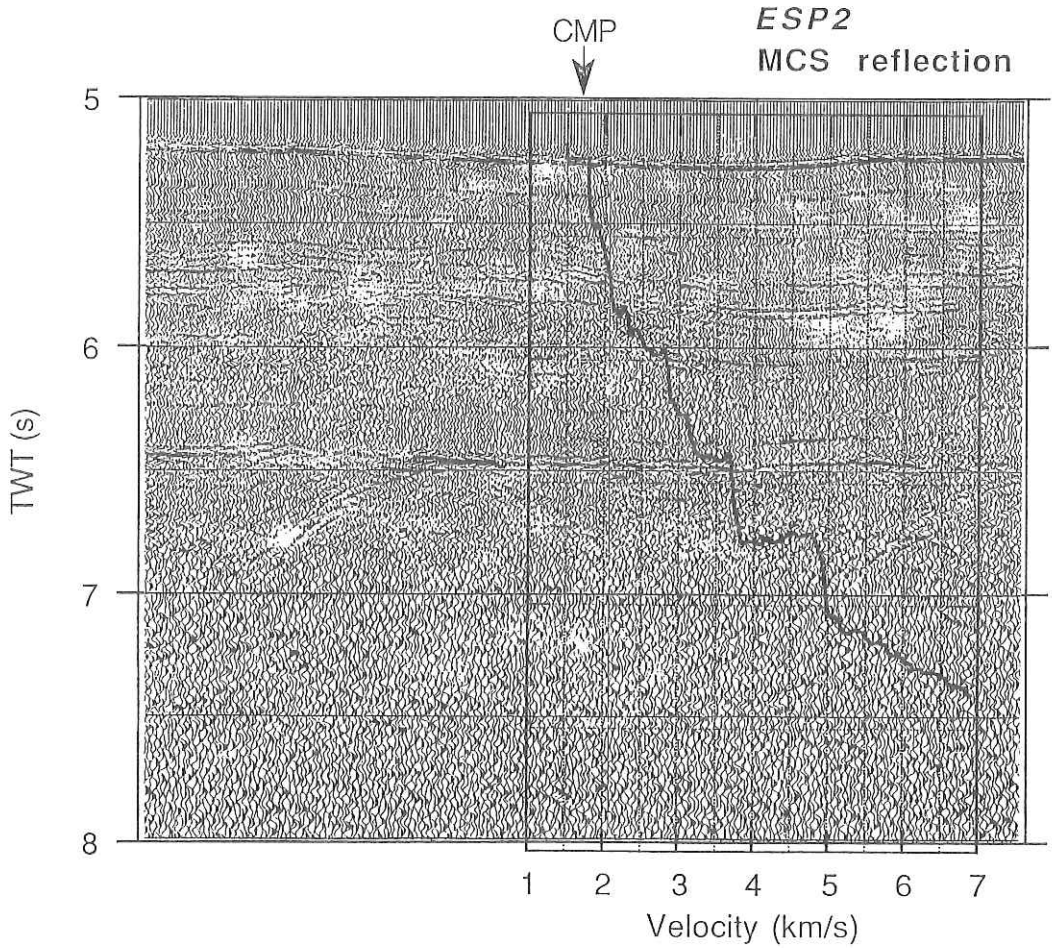 ESP2
CMP
MCS reflection
5
6
7
8
TWT (s)
1 2 3 4 5 6 7
Velocity (km/s)